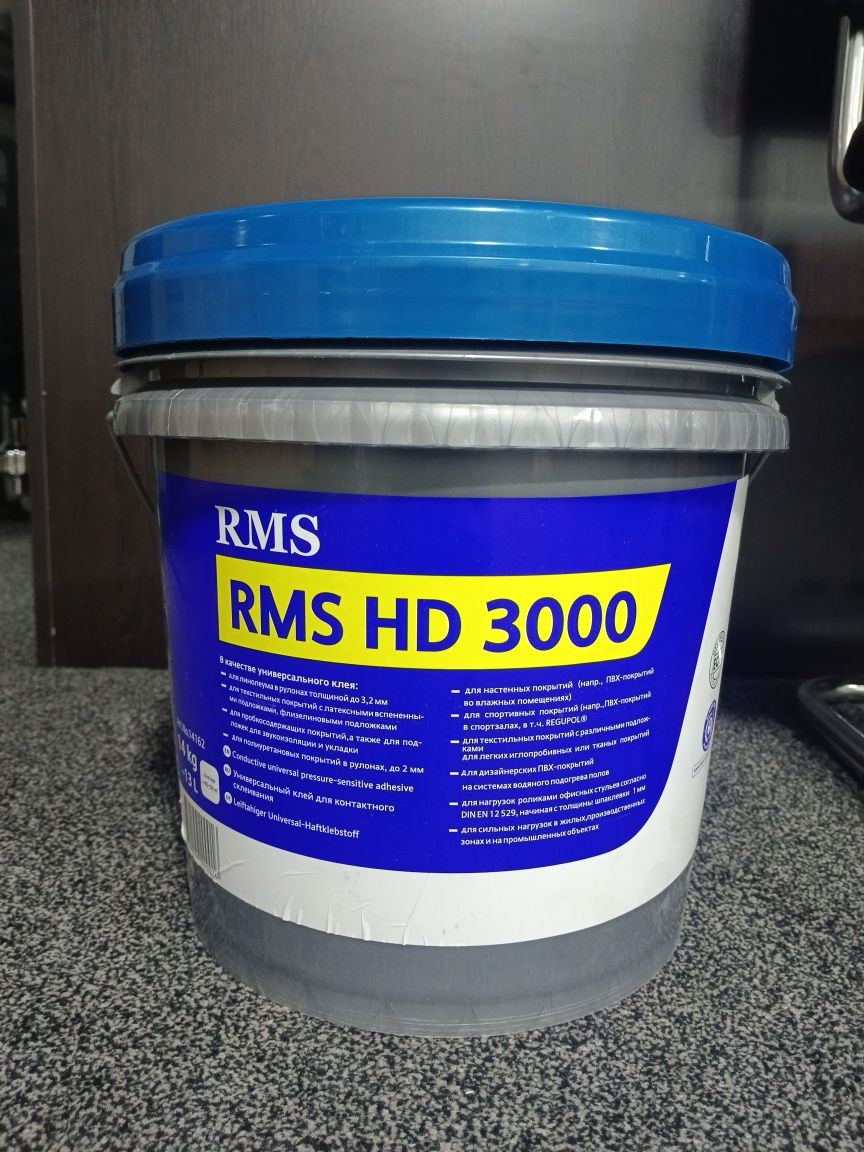 RMS
RMS HD 3000
В качестве универсального клея:
– для линолеума в рулонах толщиной до 3,2 мм
– для текстильных покрытий с латексными вспененны-
ми подложками, флизелиновыми подложками
– для пробкосодержащих покрытий,а также для под-
ложек для звукоизоляции и укладки
– для полиуретановых покрытий в рулонах, до 2 мм
Conductive universal pressure-sensitive adhesive
Универсальный клей для контактного
склеивания
Leiftahiger Universal-Haftklebstoff
– для настенных покрытий (напр., ПВХ-покрытий
во влажных помещениях)
– для спортивных покрытий (напр.,ПВХ-покрытий
в спортзалах, в т.ч. REGUPOL®
– для текстильных покрытий с различными подлож-
ками
для легких иглопробивных или тканых покрытий
– для дизайнерских ПВХ-покрытий
на системах водяного подогрева полов
– для нагрузок роликами офисных стульев согласно
DIN EN 12 529, начиная с толщины шпаклевки 1 мм
– для сильных нагрузок в жилых,производственных
зонах и на промышленных объектах
14162
14 kg
13 L